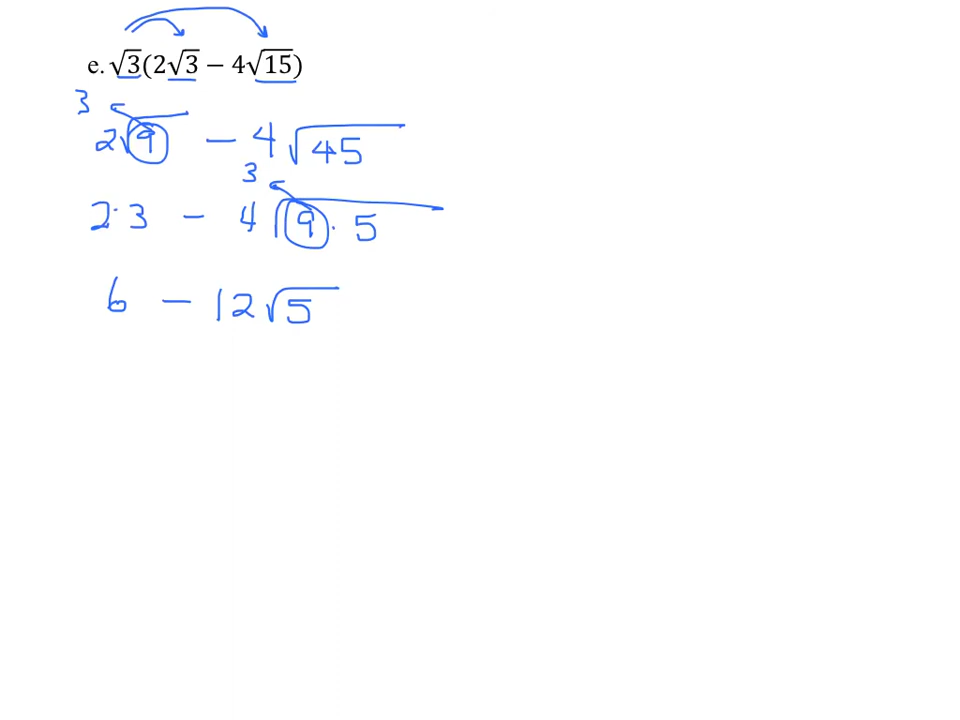 e. √3(2√3 − 4√15)
3
2√9 − 4√45
3
2·3 − 4√9·5
6 − 12√5